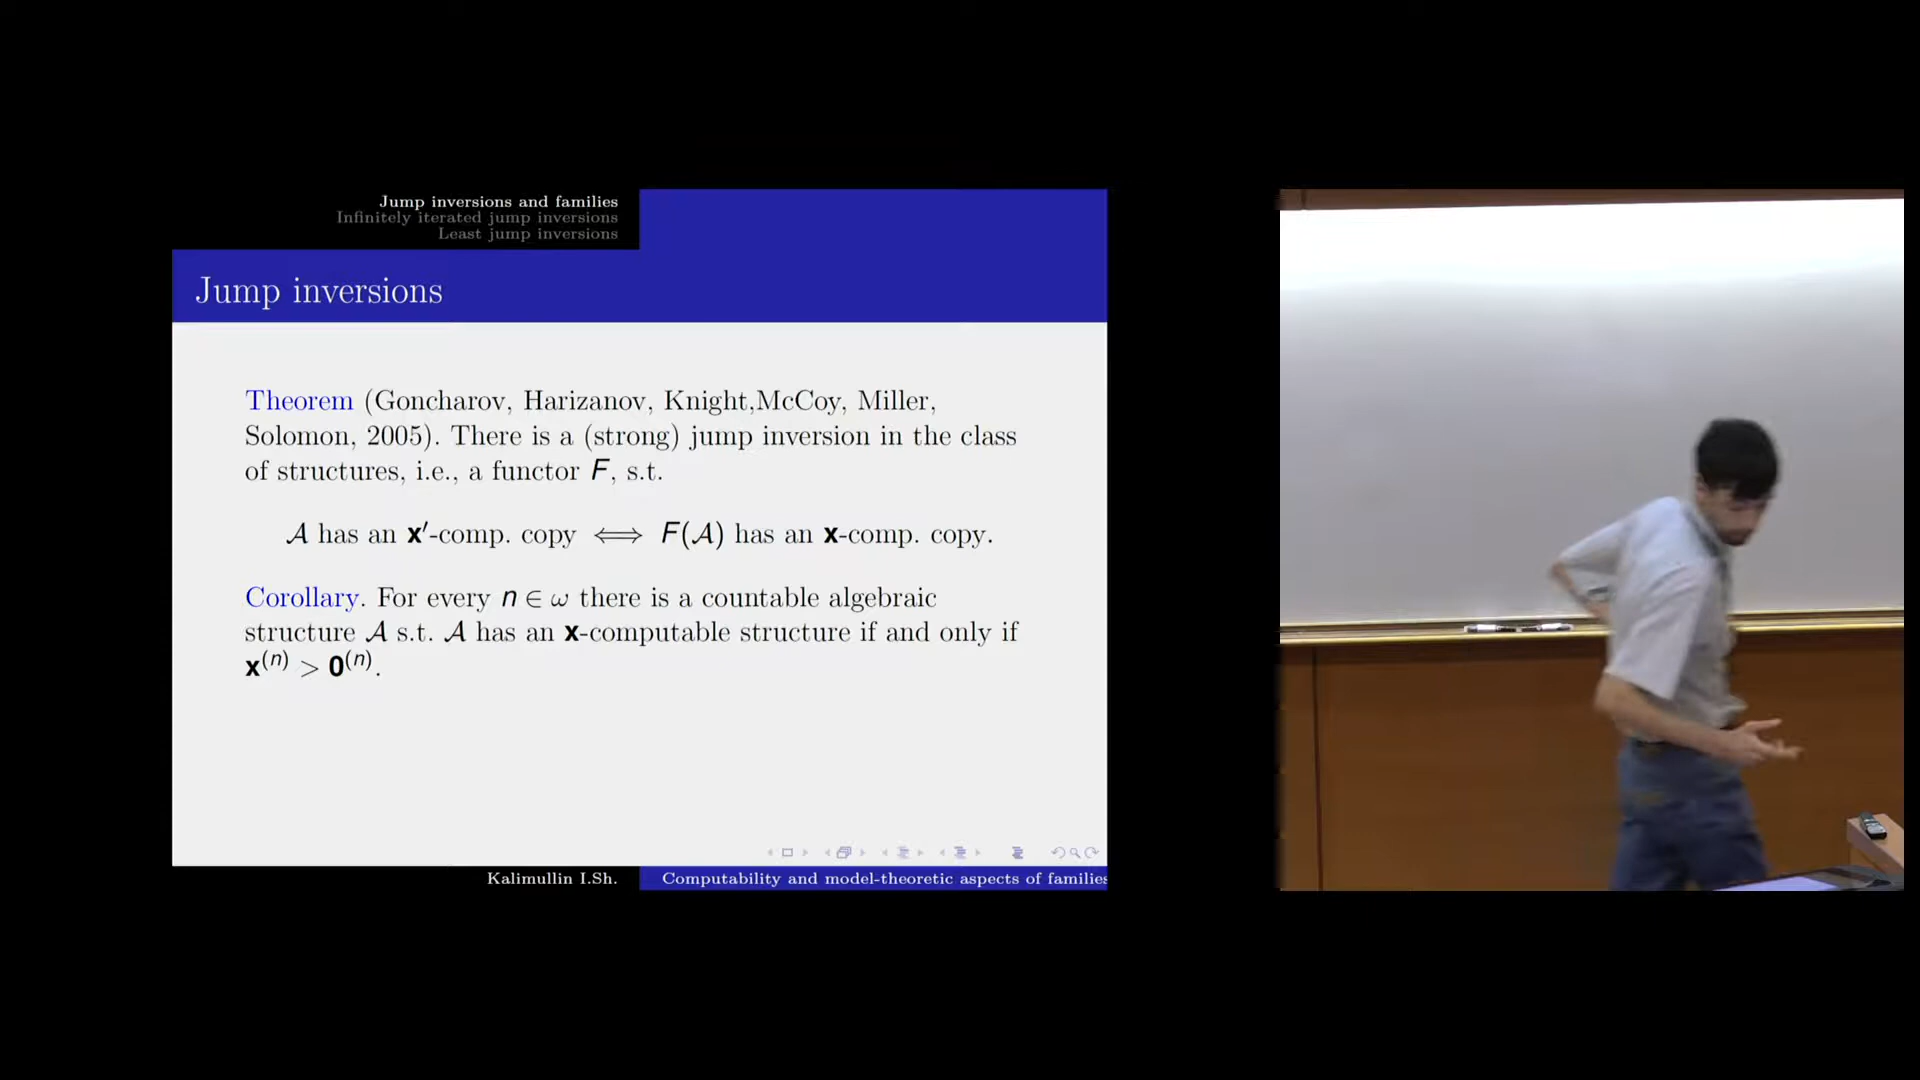 Jump inversions and families
Infinitely iterated jump inversions
Least jump inversions
Jump inversions
Theorem (Goncharov, Harizanov, Knight,McCoy, Miller,
Solomon, 2005). There is a (strong) jump inversion in the class
of structures, i.e., a functor F, s.t.
𝒜 has an x′-comp. copy ⟺ F(𝒜) has an x-comp. copy.
Corollary. For every n ∈ ω there is a countable algebraic
structure 𝒜 s.t. 𝒜 has an x-computable structure if and only if
x⁽ⁿ⁾ > 0⁽ⁿ⁾.
Kalimullin I.Sh.
Computability and model-theoretic aspects of families